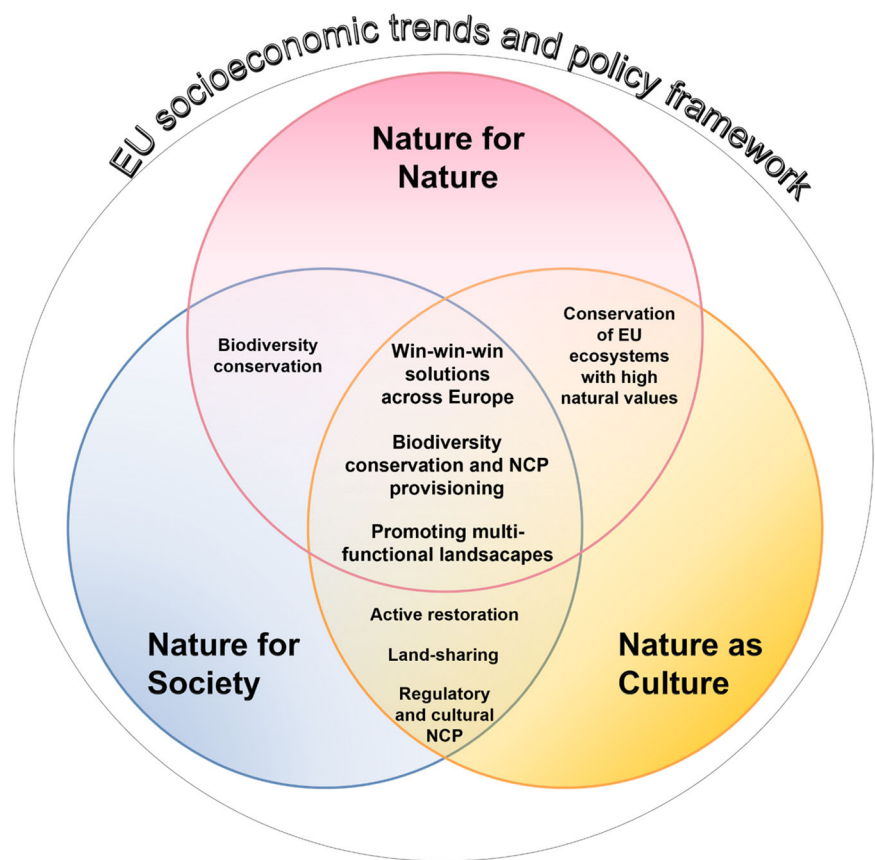 EU socioeconomic trends and policy framework
Nature for
Nature
Biodiversity
conservation
Win-win-win
solutions
across Europe
Conservation
of EU
ecosystems
with high
natural values
Biodiversity
conservation and NCP
provisioning
Promoting multi-
functional landsacapes
Active restoration
Land-sharing
Regulatory
and cultural
NCP
Nature for
Society
Nature as
Culture